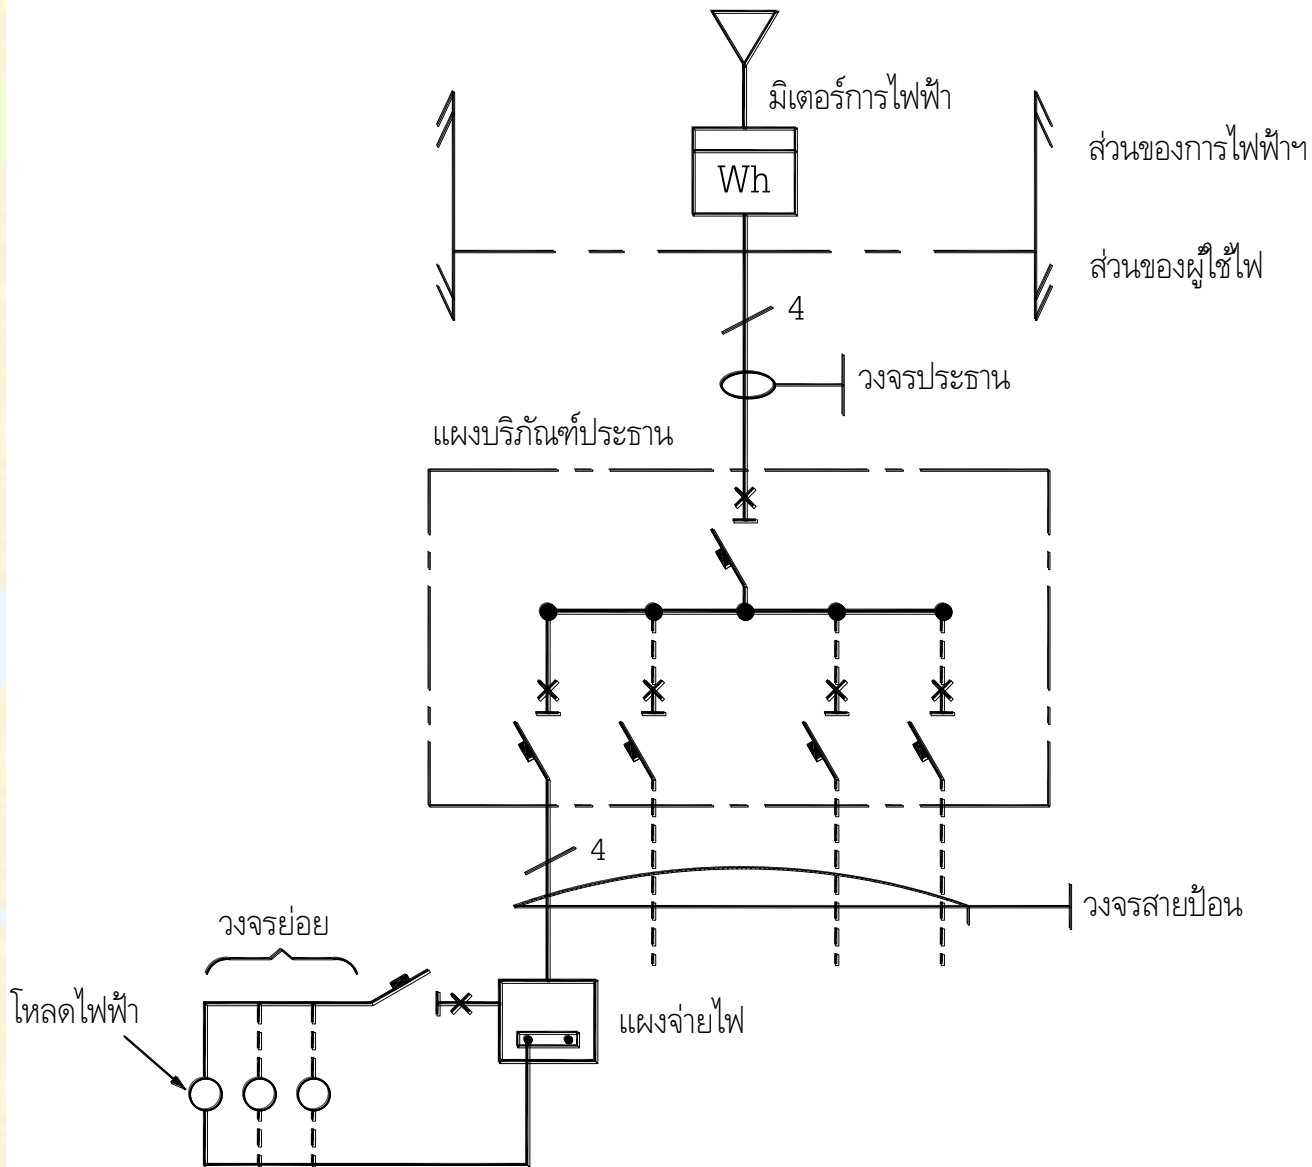 มิเตอร์การไฟฟ้า
ส่วนของการไฟฟ้าฯ
Wh
ส่วนของผู้ใช้ไฟ
4
วงจรประธาน
แผงบริภัณฑ์ประธาน
4
วงจรสายป้อน
วงจรย่อย
โหลดไฟฟ้า
แผงจ่ายไฟ